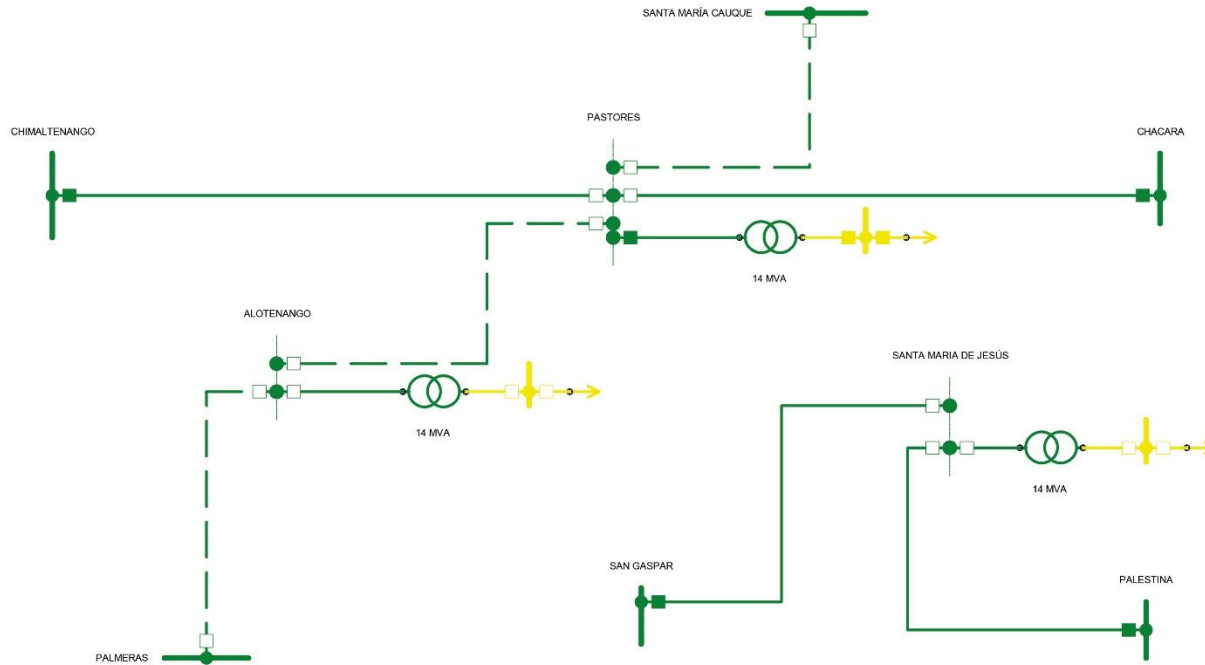 SANTA MARÍA CAUQUE
PASTORES
CHIMALTENANGO
CHACARA
14 MVA
ALOTENANGO
SANTA MARIA DE JESÚS
14 MVA
14 MVA
SAN GASPAR
PALESTINA
PALMERAS